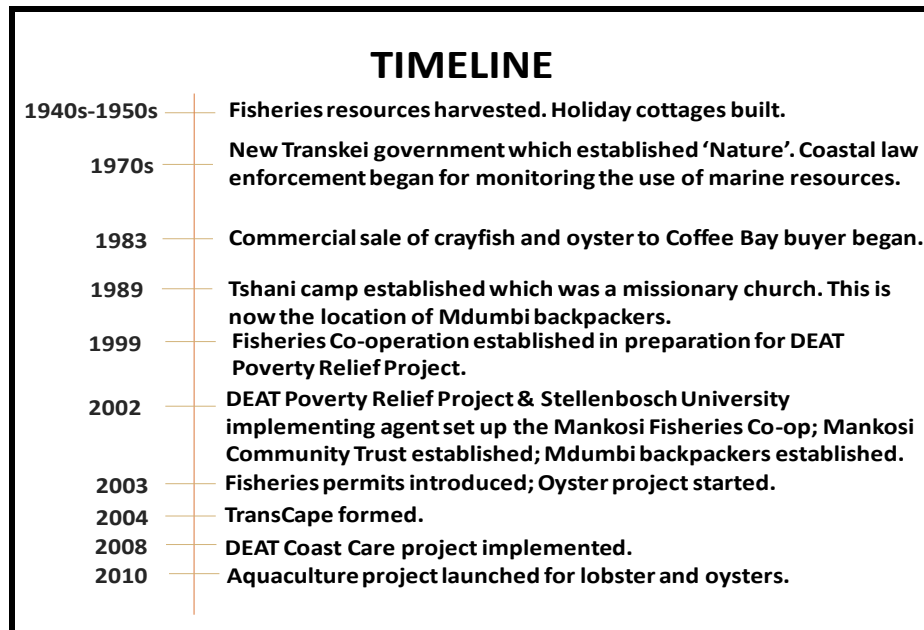 TIMELINE
1940s-1950s Fisheries resources harvested. Holiday cottages built.
1970s New Transkei government which established ‘Nature’. Coastal law
enforcement began for monitoring the use of marine resources.
1983 Commercial sale of crayfish and oyster to Coffee Bay buyer began.
1989 Tshani camp established which was a missionary church. This is
now the location of Mdumbi backpackers.
1999 Fisheries Co-operation established in preparation for DEAT
Poverty Relief Project.
2002 DEAT Poverty Relief Project & Stellenbosch University
implementing agent set up the Mankosi Fisheries Co-op; Mankosi
Community Trust established; Mdumbi backpackers established.
2003 Fisheries permits introduced; Oyster project started.
2004 TransCape formed.
2008 DEAT Coast Care project implemented.
2010 Aquaculture project launched for lobster and oysters.